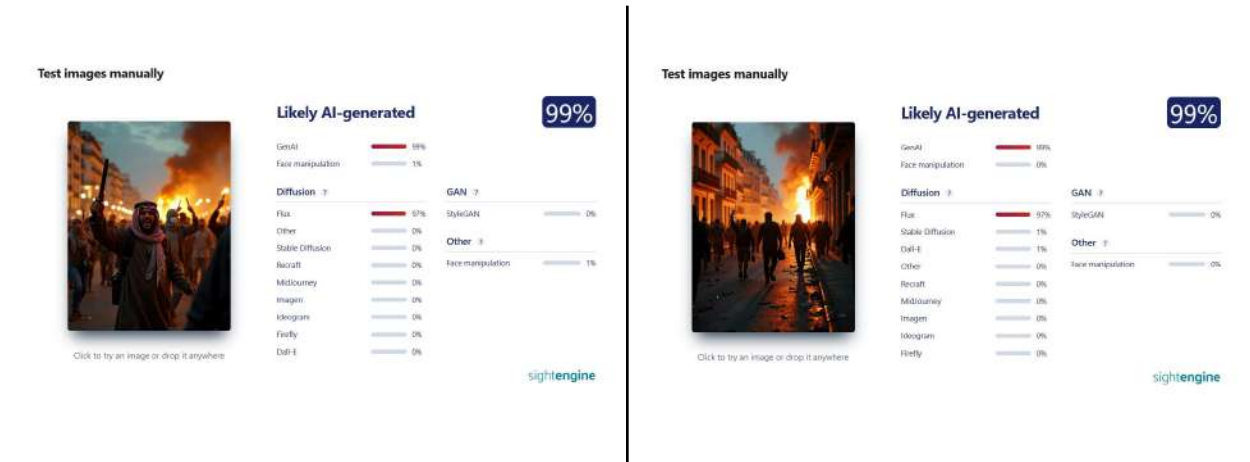 Test images manually
Likely AI-generated 99%
GenAI 99%
Face manipulation 1%
Diffusion ? GAN ?
Flux 97% StyleGAN 0%
Other 0%
Stable Diffusion 0% Other ?
Recraft 0% Face manipulation 1%
MidJourney 0%
Imagen 0%
Ideogram 0%
Firefly 0%
Dall-E 0%
Click to try an image or drop it anywhere
sightengine
Test images manually
Likely AI-generated 99%
GenAI 99%
Face manipulation 0%
Diffusion ? GAN ?
Flux 97% StyleGAN 0%
Stable Diffusion 1%
Dall-E 1% Other ?
Other 0% Face manipulation 0%
Recraft 0%
MidJourney 0%
Imagen 0%
Ideogram 0%
Firefly 0%
Click to try an image or drop it anywhere
sightengine